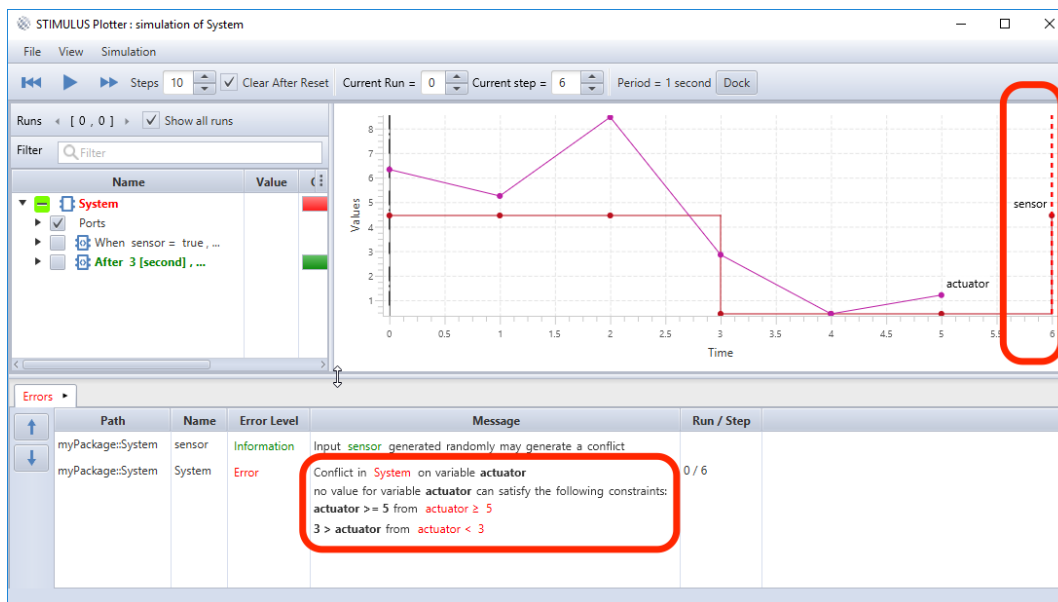 STIMULUS Plotter : simulation of System
File View Simulation
Steps 10 Clear After Reset Current Run = 0 Current step = 6 Period = 1 second Dock
Runs [ 0 , 0 ] Show all runs
Filter Filter
Name Value
System
Ports
When sensor = true , ...
After 3 [second] , ...
8
7
6
5
4
3
2
1
Values
sensor
actuator
0 0.5 1 1.5 2 2.5 3 3.5 4 4.5 5 5.5 6
Time
Errors
Path Name Error Level Message Run / Step
myPackage::System sensor Information Input sensor generated randomly may generate a conflict
myPackage::System System Error Conflict in System on variable actuator 0 / 6
no value for variable actuator can satisfy the following constraints:
actuator >= 5 from actuator ≥ 5
3 > actuator from actuator < 3